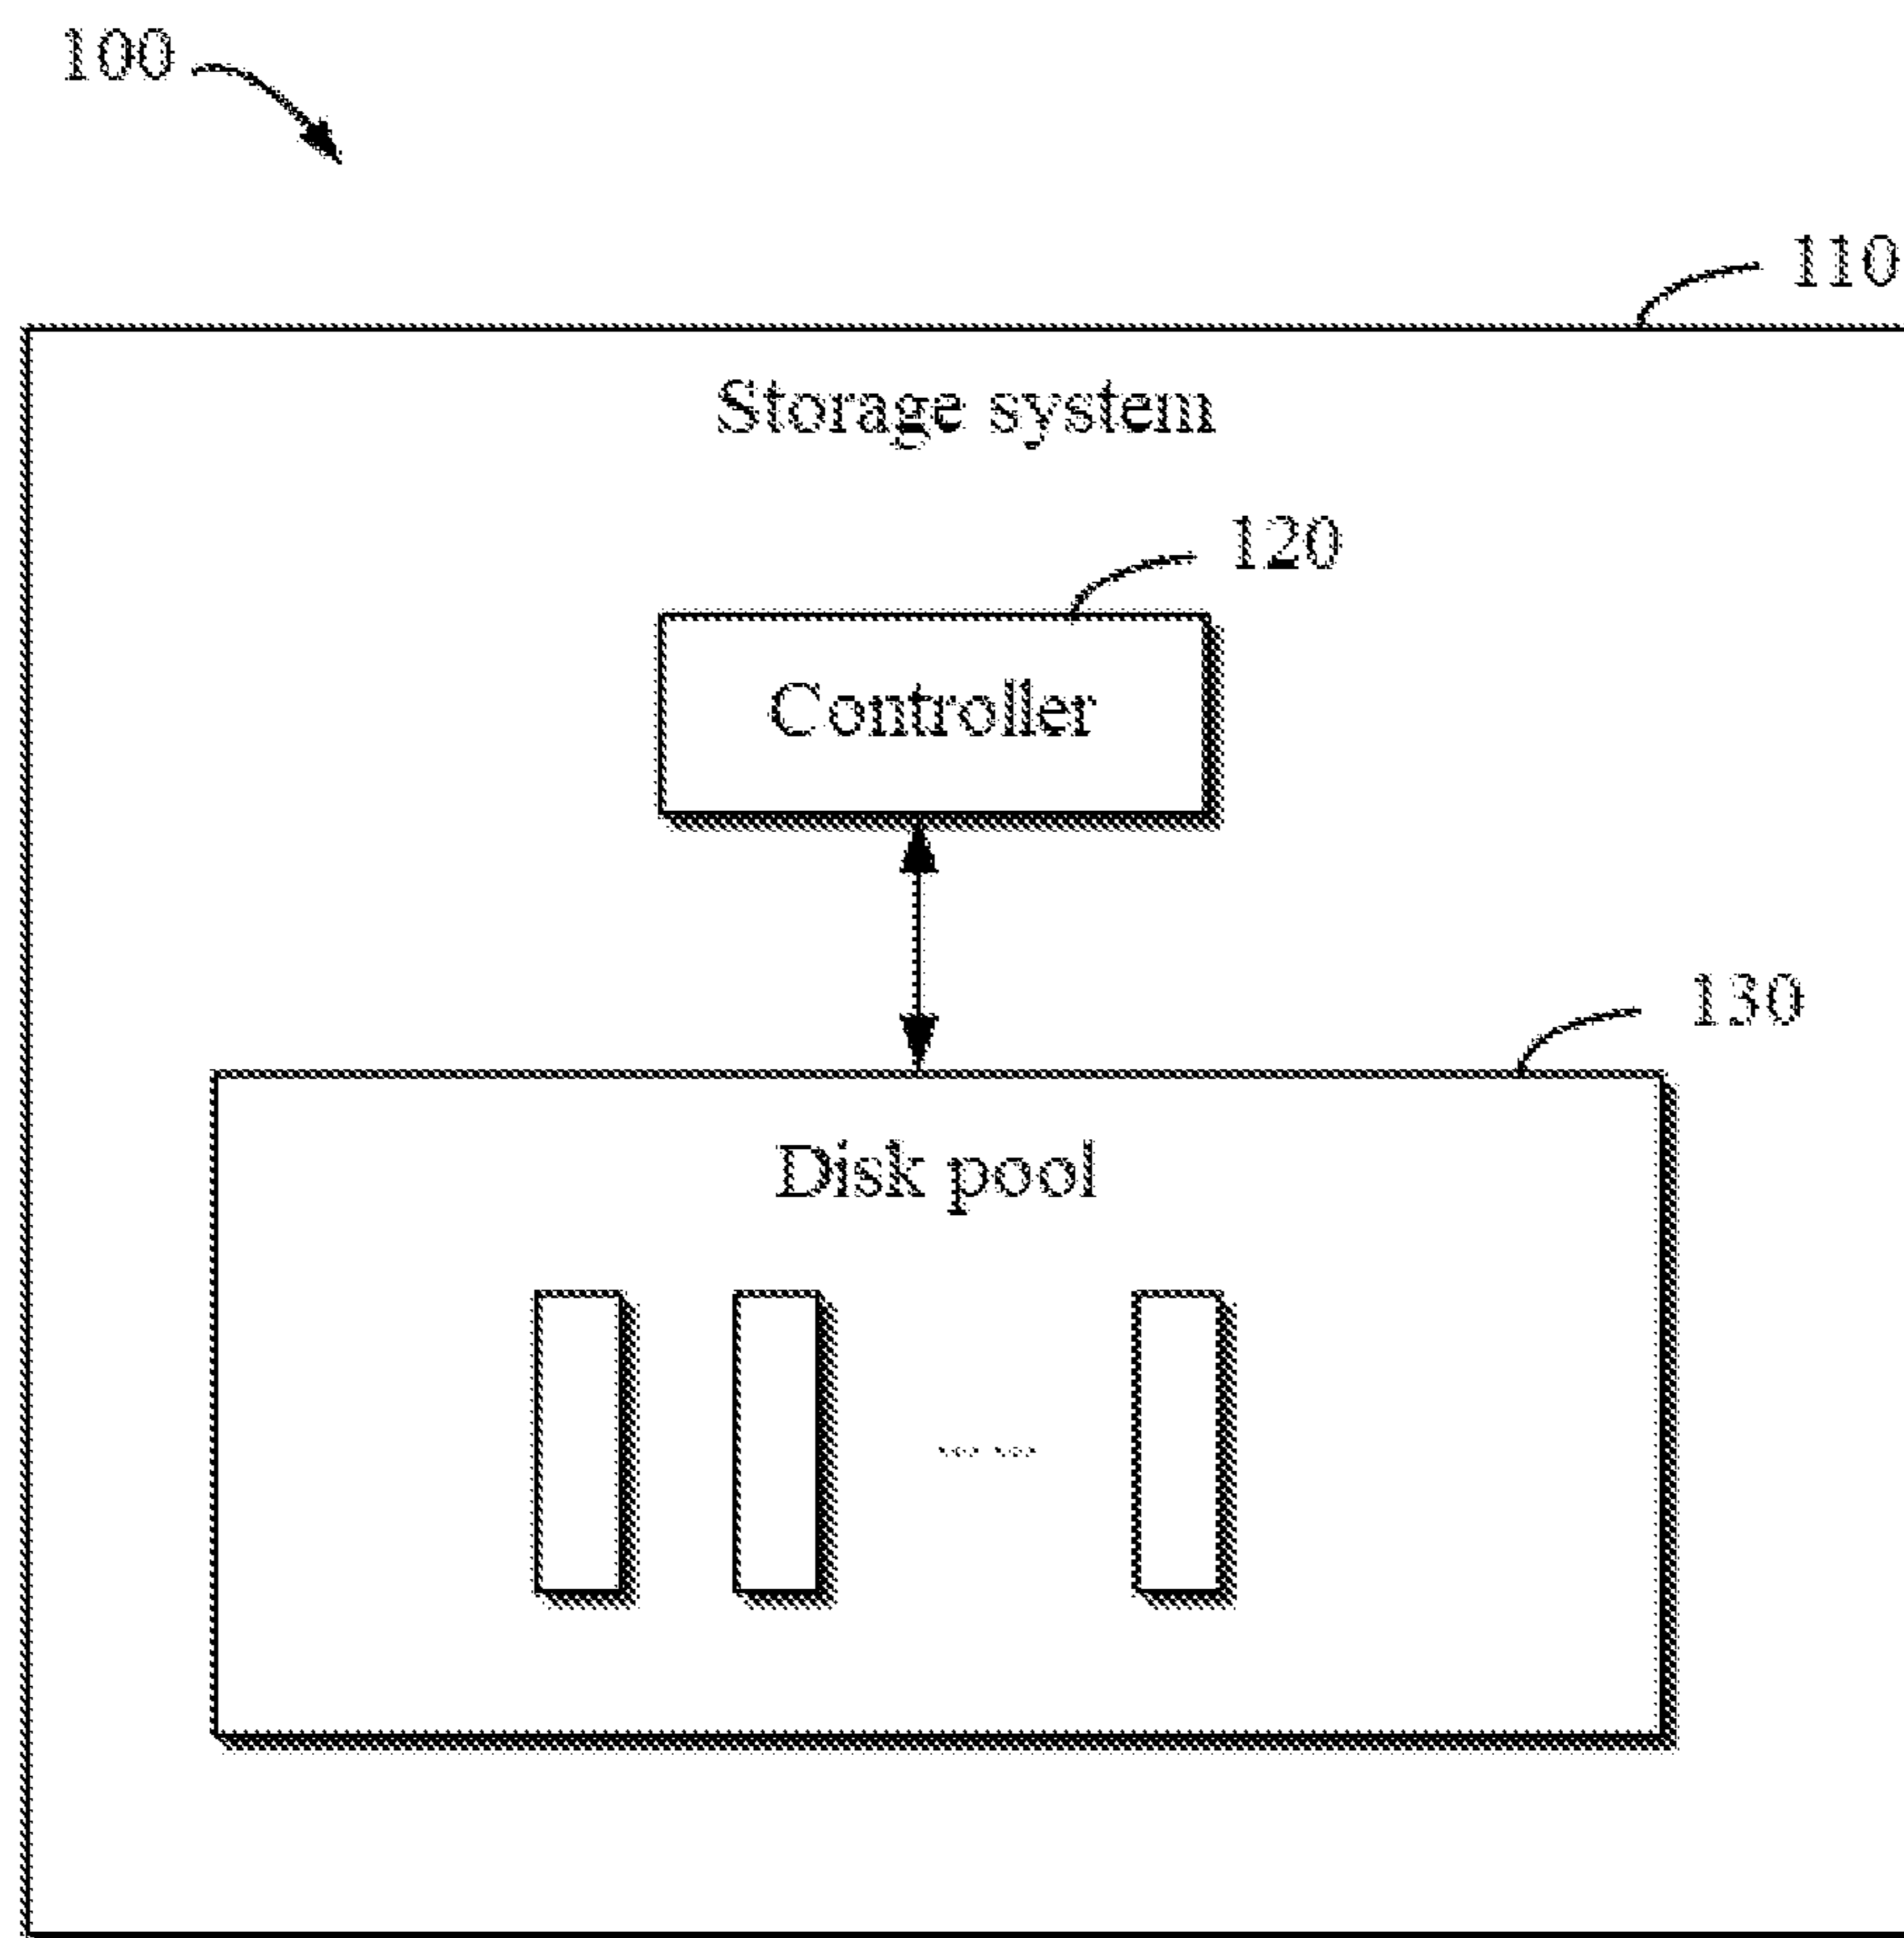 100
110
Storage system
120
Controller
130
Disk pool
... ...